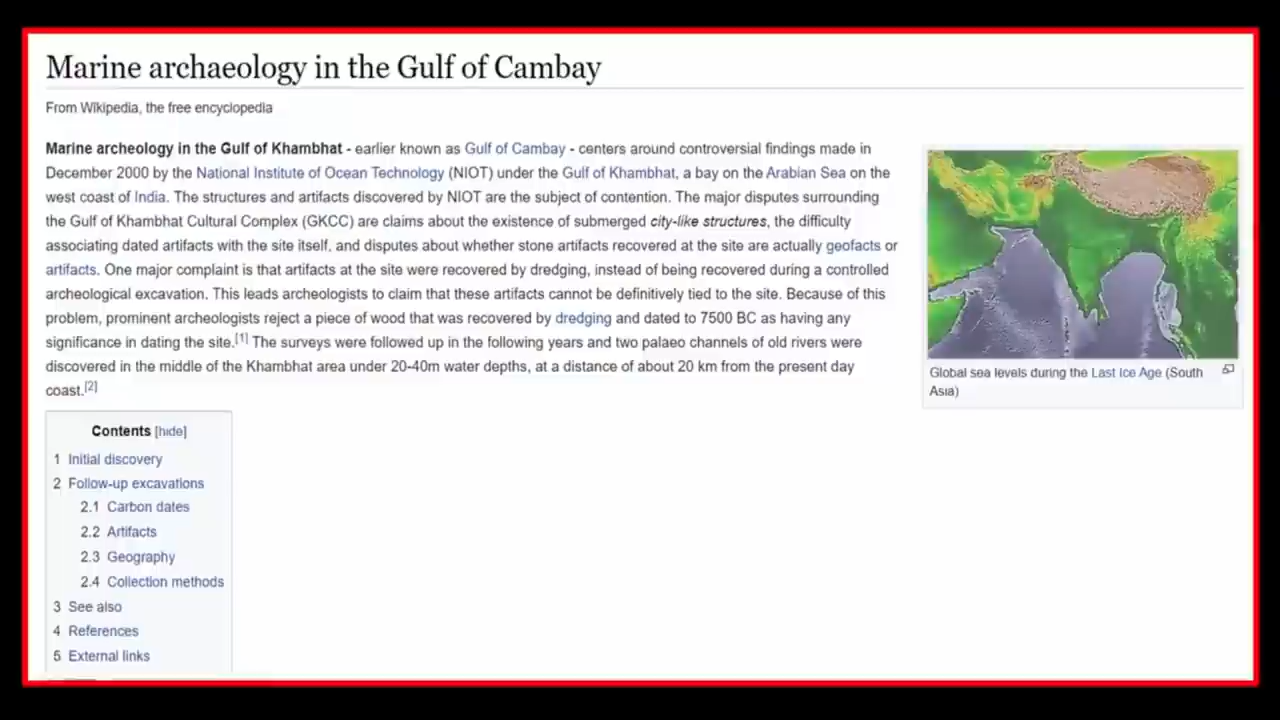 Marine archaeology in the Gulf of Cambay
From Wikipedia, the free encyclopedia
Marine archeology in the Gulf of Khambhat - earlier known as Gulf of Cambay - centers around controversial findings made in
December 2000 by the National Institute of Ocean Technology (NIOT) under the Gulf of Khambhat, a bay on the Arabian Sea on the
west coast of India. The structures and artifacts discovered by NIOT are the subject of contention. The major disputes surrounding
the Gulf of Khambhat Cultural Complex (GKCC) are claims about the existence of submerged city-like structures, the difficulty
associating dated artifacts with the site itself, and disputes about whether stone artifacts recovered at the site are actually geofacts or
artifacts. One major complaint is that artifacts at the site were recovered by dredging, instead of being recovered during a controlled
archeological excavation. This leads archeologists to claim that these artifacts cannot be definitively tied to the site. Because of this
problem, prominent archeologists reject a piece of wood that was recovered by dredging and dated to 7500 BC as having any
significance in dating the site.[1] The surveys were followed up in the following years and two palaeo channels of old rivers were
discovered in the middle of the Khambhat area under 20-40m water depths, at a distance of about 20 km from the present day
coast.[2]
Global sea levels during the Last Ice Age (South
Asia)
Contents [hide]
1 Initial discovery
2 Follow-up excavations
2.1 Carbon dates
2.2 Artifacts
2.3 Geography
2.4 Collection methods
3 See also
4 References
5 External links